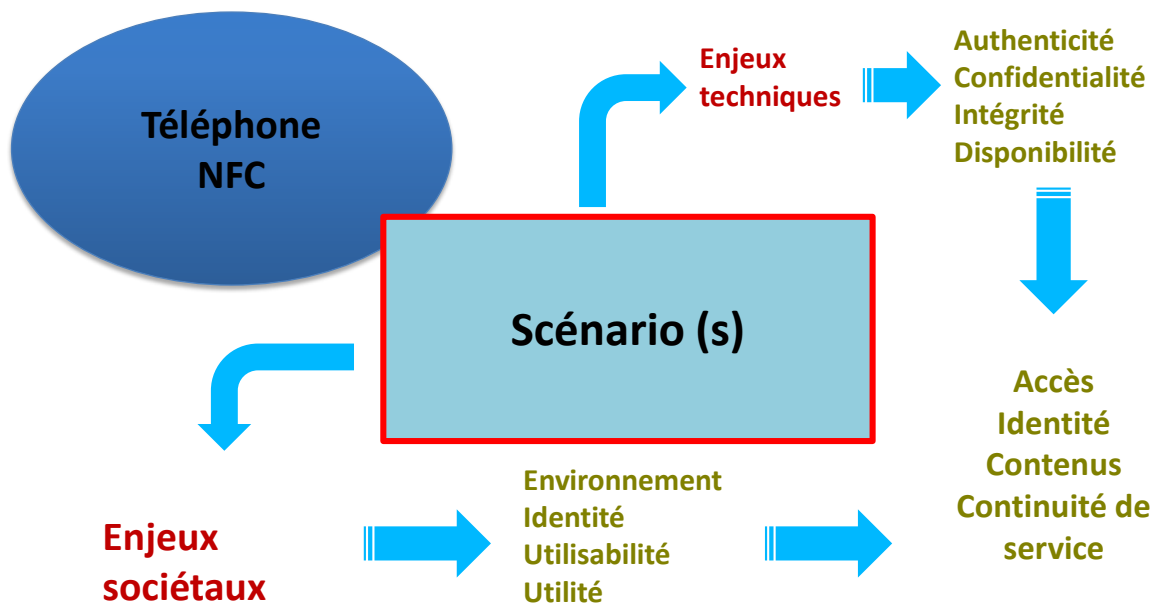 Téléphone
NFC
Enjeux
techniques
Authenticité
Confidentialité
Intégrité
Disponibilité
Scénario (s)
Accès
Identité
Contenus
Continuité de
service
Enjeux
sociétaux
Environnement
Identité
Utilisabilité
Utilité